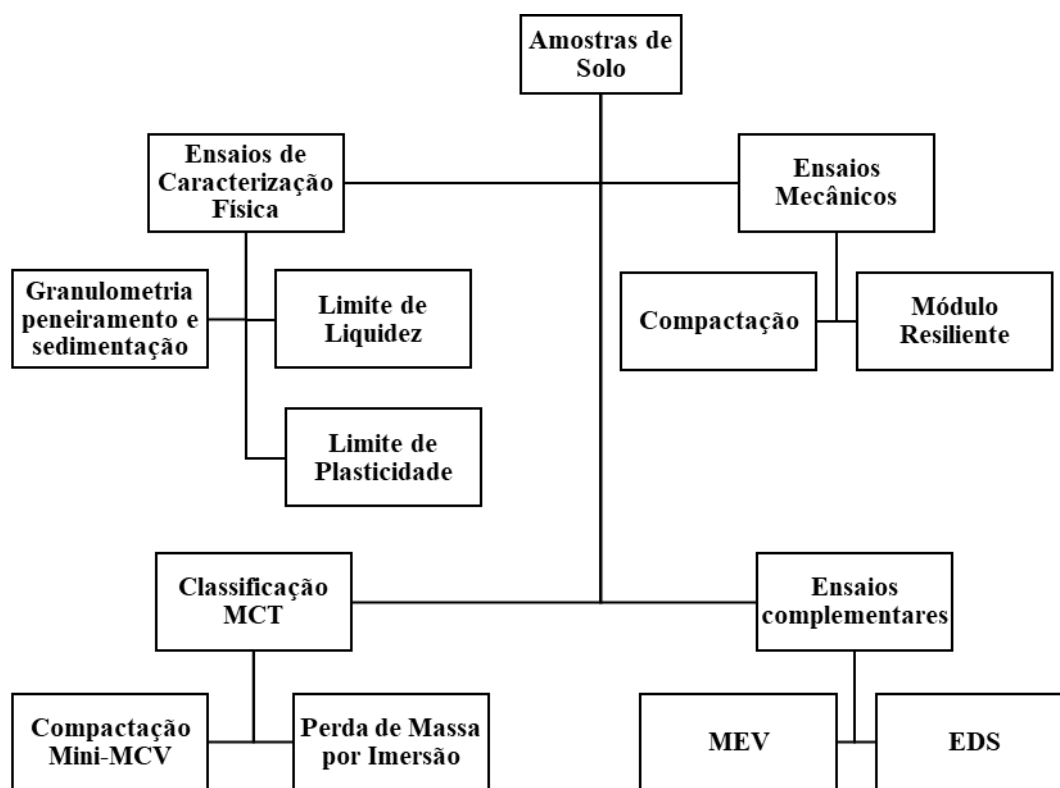 Amostras de
Solo
Ensaios de
Caracterização
Física
Ensaios
Mecânicos
Granulometria
peneiramento e
sedimentação
Limite de
Liquidez
Compactação
Módulo
Resiliente
Limite de
Plasticidade
Classificação
MCT
Ensaios
complementares
Compactação
Mini-MCV
Perda de Massa
por Imersão
MEV
EDS